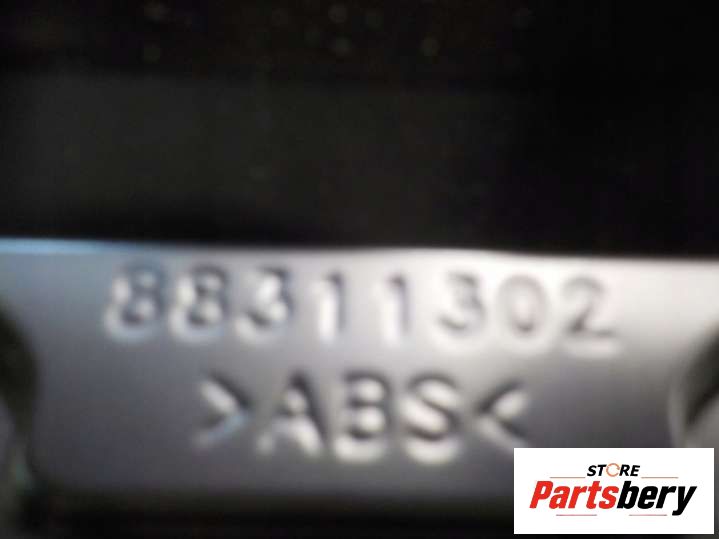 88311302
>ABS<
STORE
Partsbery